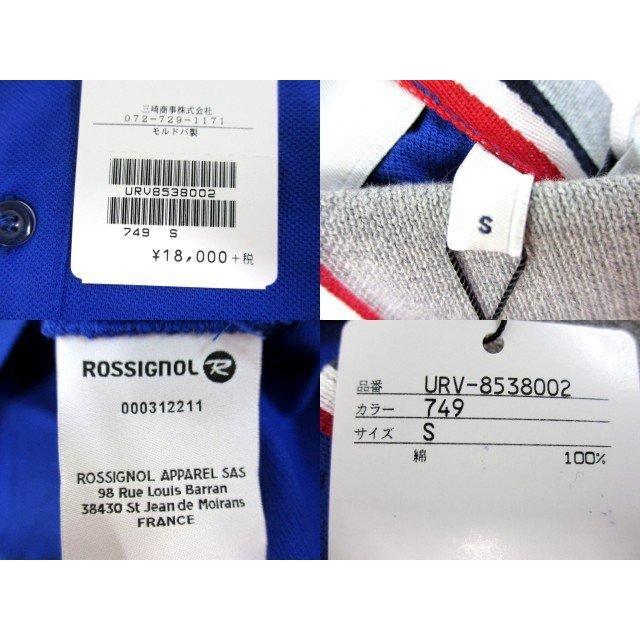 三崎商事株式会社
072-729-1171
モルドバ製
URV8538002
749 S
¥18,000+税
S
ROSSIGNOL R
000312211
ROSSIGNOL APPAREL SAS
98 Rue Louis Barran
38430 St Jean de Moirans
FRANCE
品番 URV-8538002
カラー 749
サイズ S
綿 100%